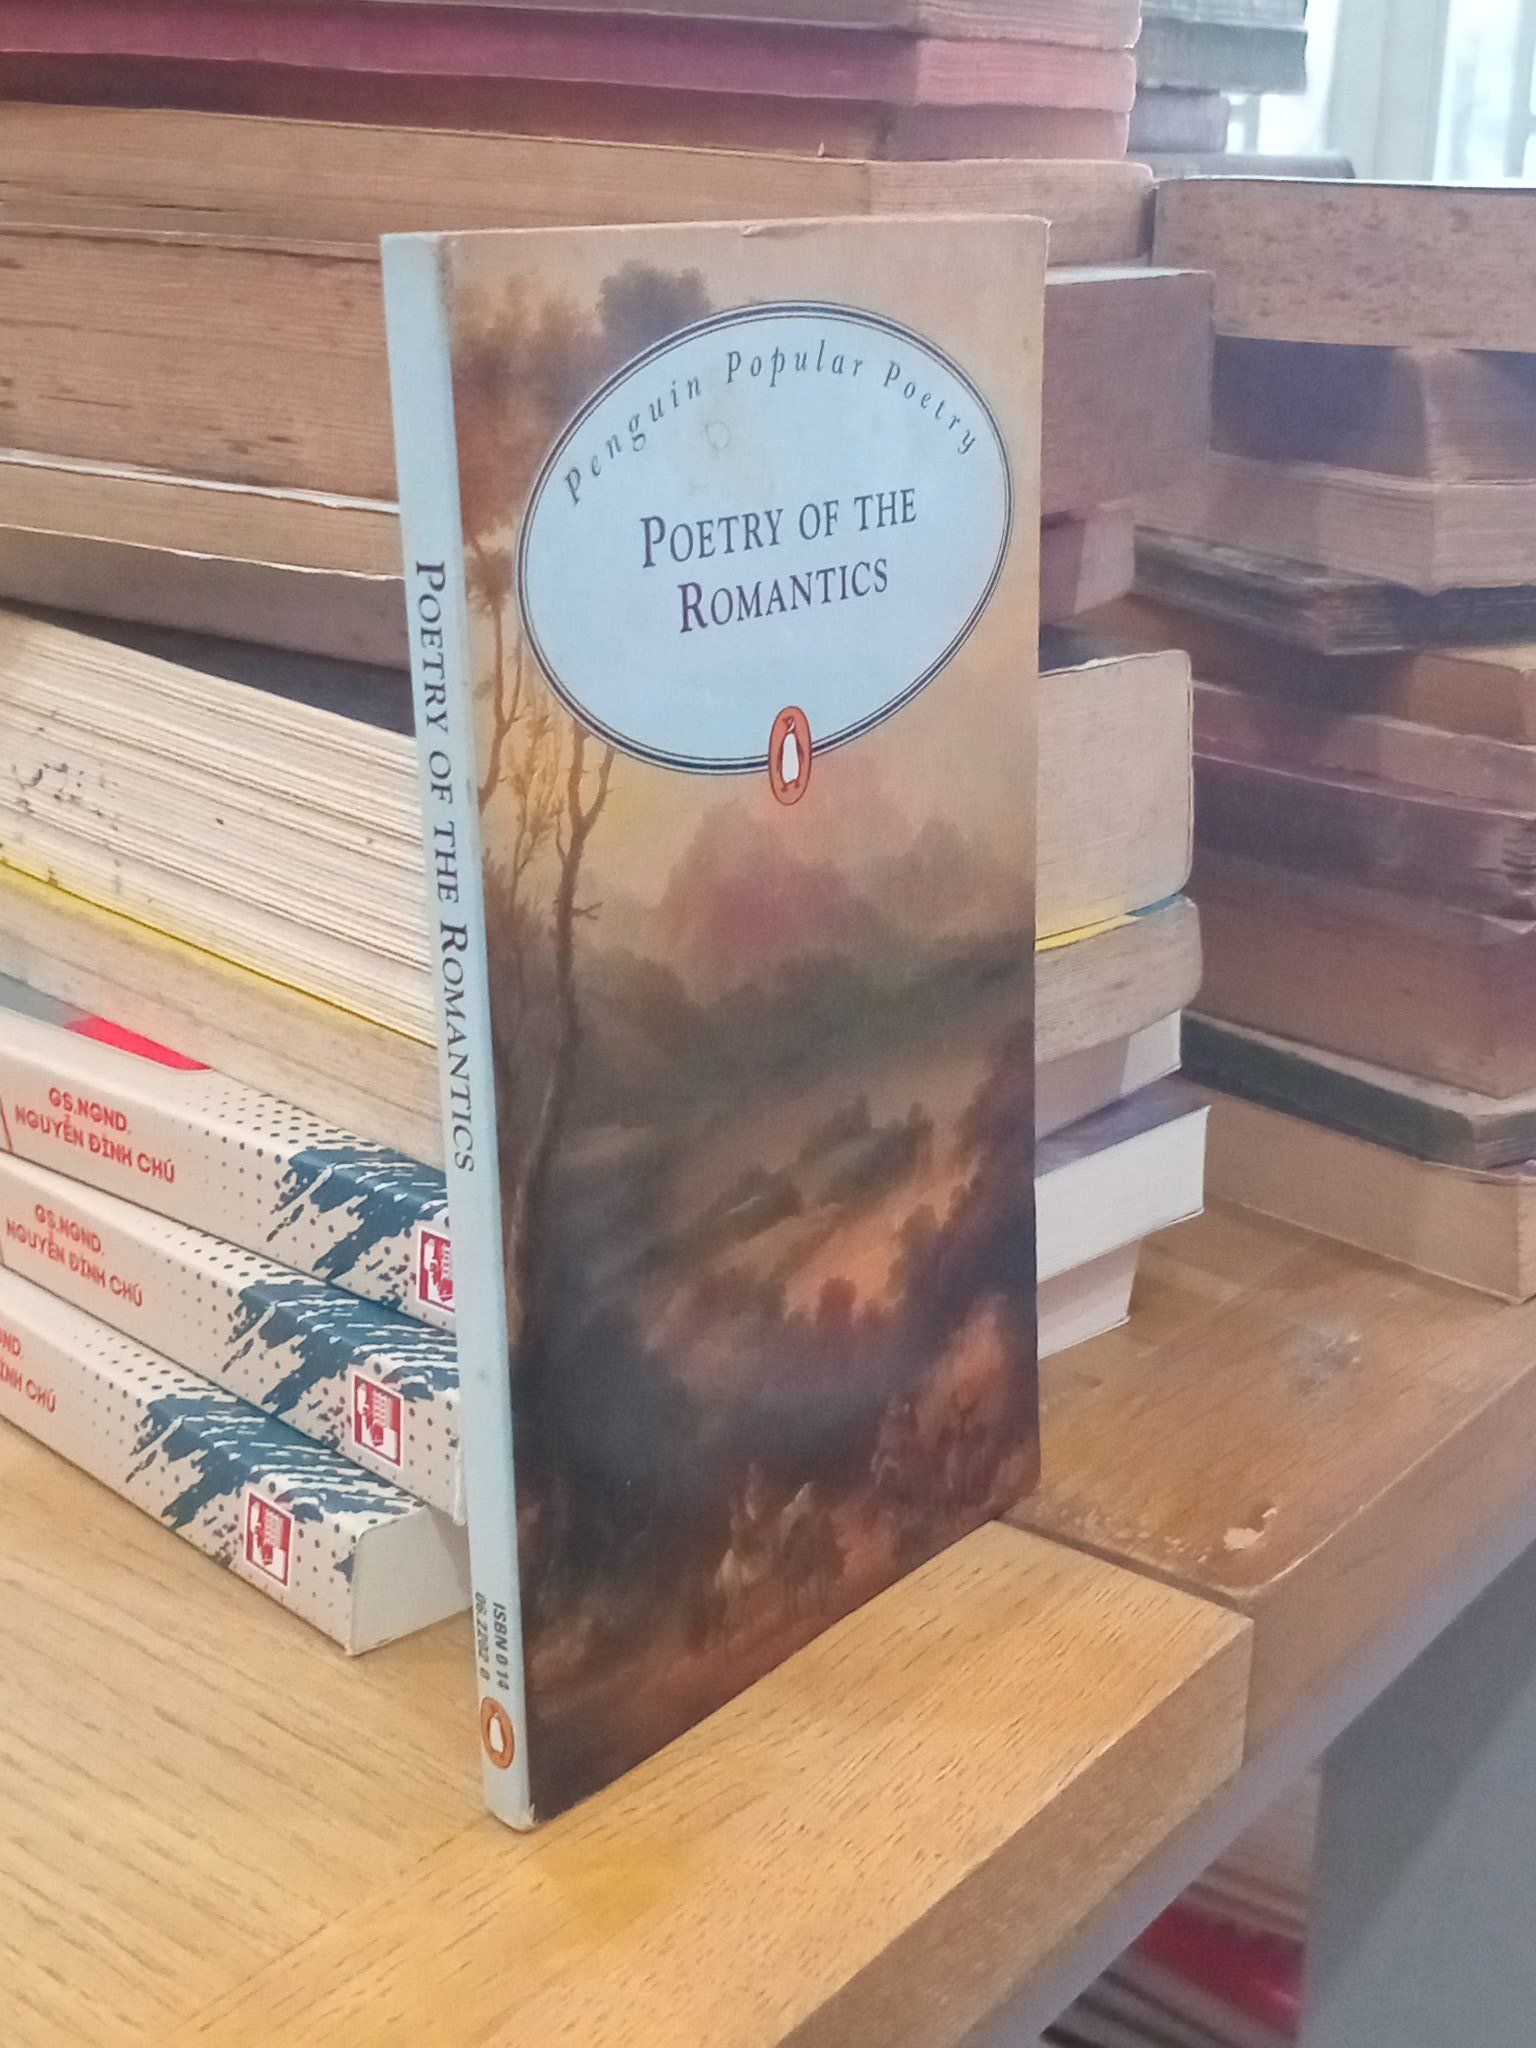 Penguin Popular Poetry
POETRY OF THE
ROMANTICS
POETRY OF THE ROMANTICS
ISBN 0 14
06.2202 0
GS.NGND.
NGUYỄN ĐÌNH CHÚ
GS.NGND.
NGUYỄN ĐÌNH CHÚ
ĐÌNH CHÚ